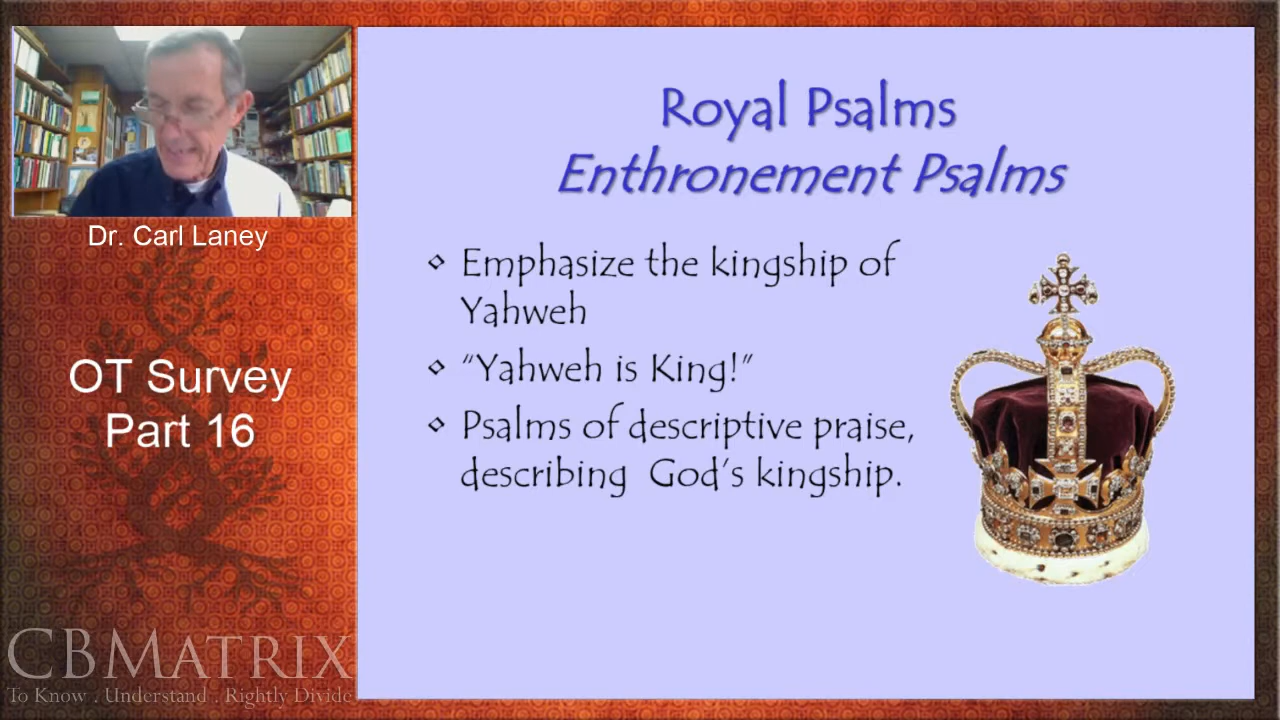 Dr. Carl Laney
OT Survey
Part 16
CBMATRIX
To Know . Understand . Rightly Divide
Royal Psalms
Enthronement Psalms
• Emphasize the kingship of
Yahweh
• “Yahweh is King!”
• Psalms of descriptive praise,
describing God’s kingship.